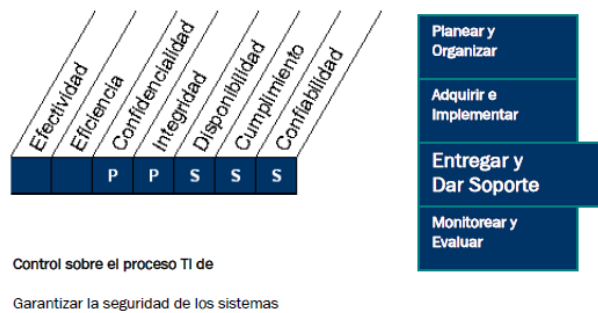 Efectividad
Eficiencia
Confidencialidad
Integridad
Disponibilidad
Cumplimiento
Confiabilidad
P P S S S
Planear y
Organizar
Adquirir e
Implementar
Entregar y
Dar Soporte
Monitorear y
Evaluar
Control sobre el proceso TI de
Garantizar la seguridad de los sistemas